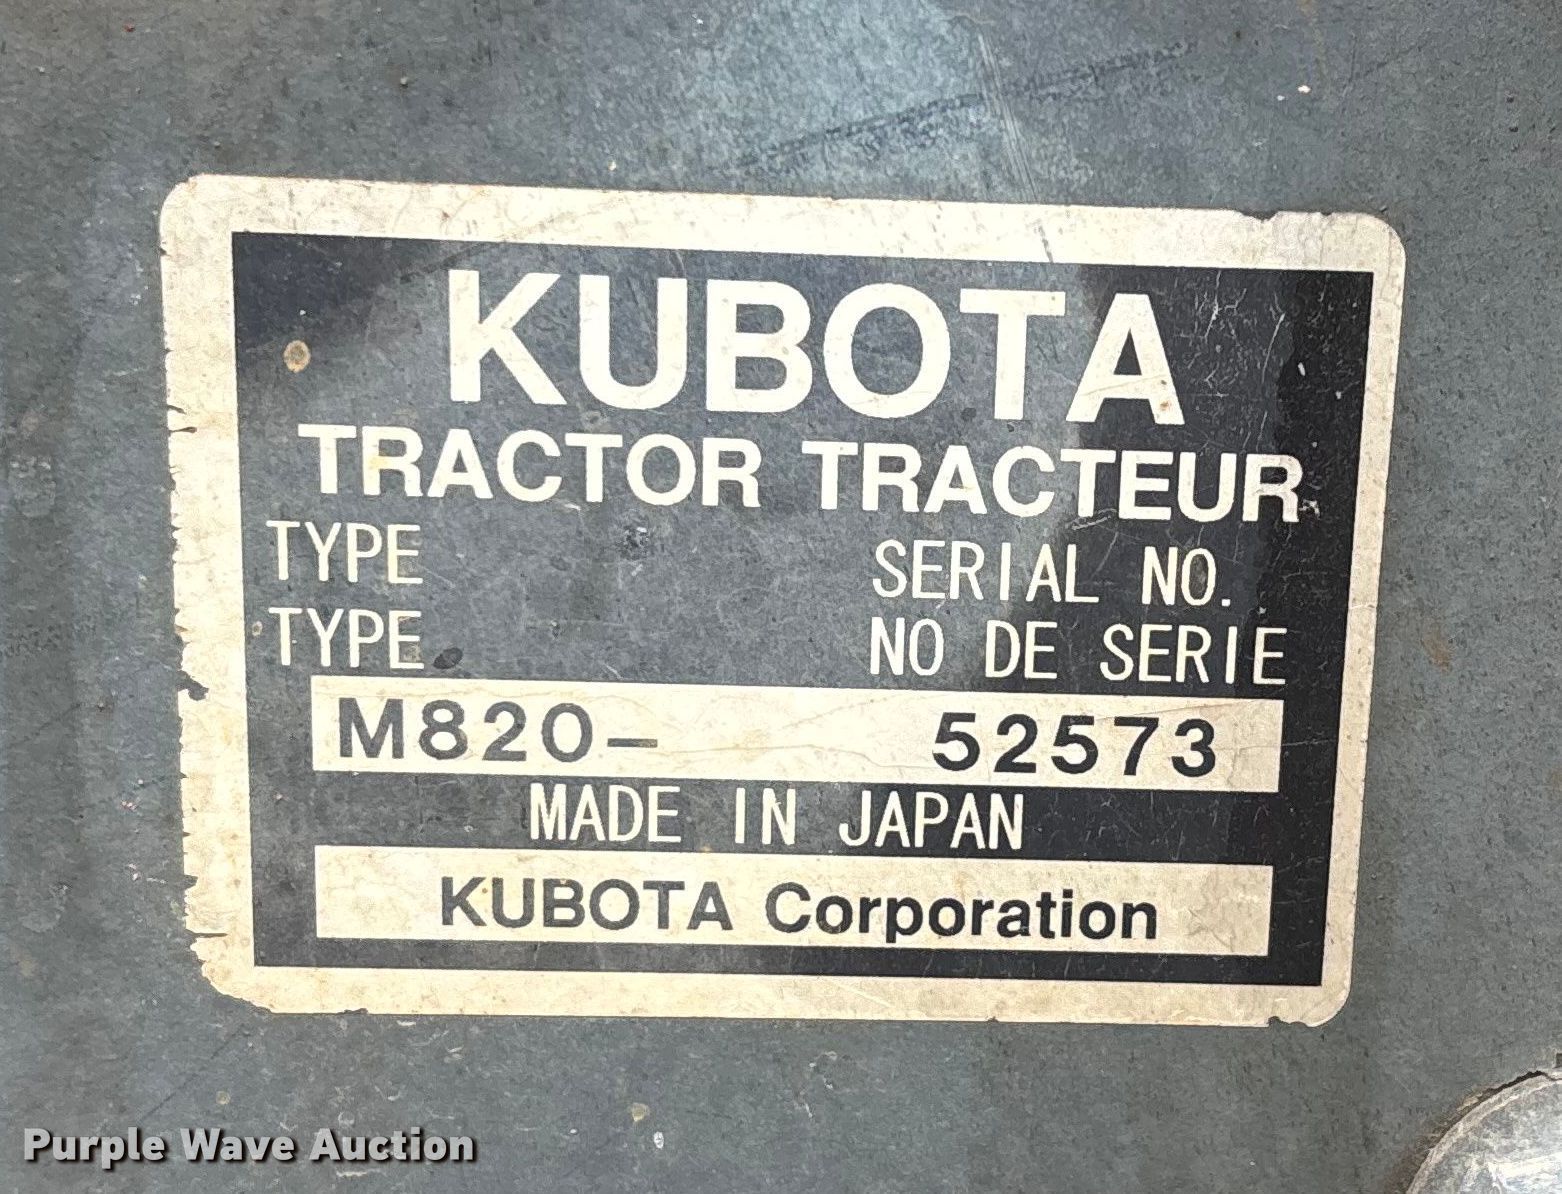 KUBOTA
TRACTOR TRACTEUR
TYPE SERIAL NO.
TYPE NO DE SERIE
M820- 52573
MADE IN JAPAN
KUBOTA Corporation
Purple Wave Auction